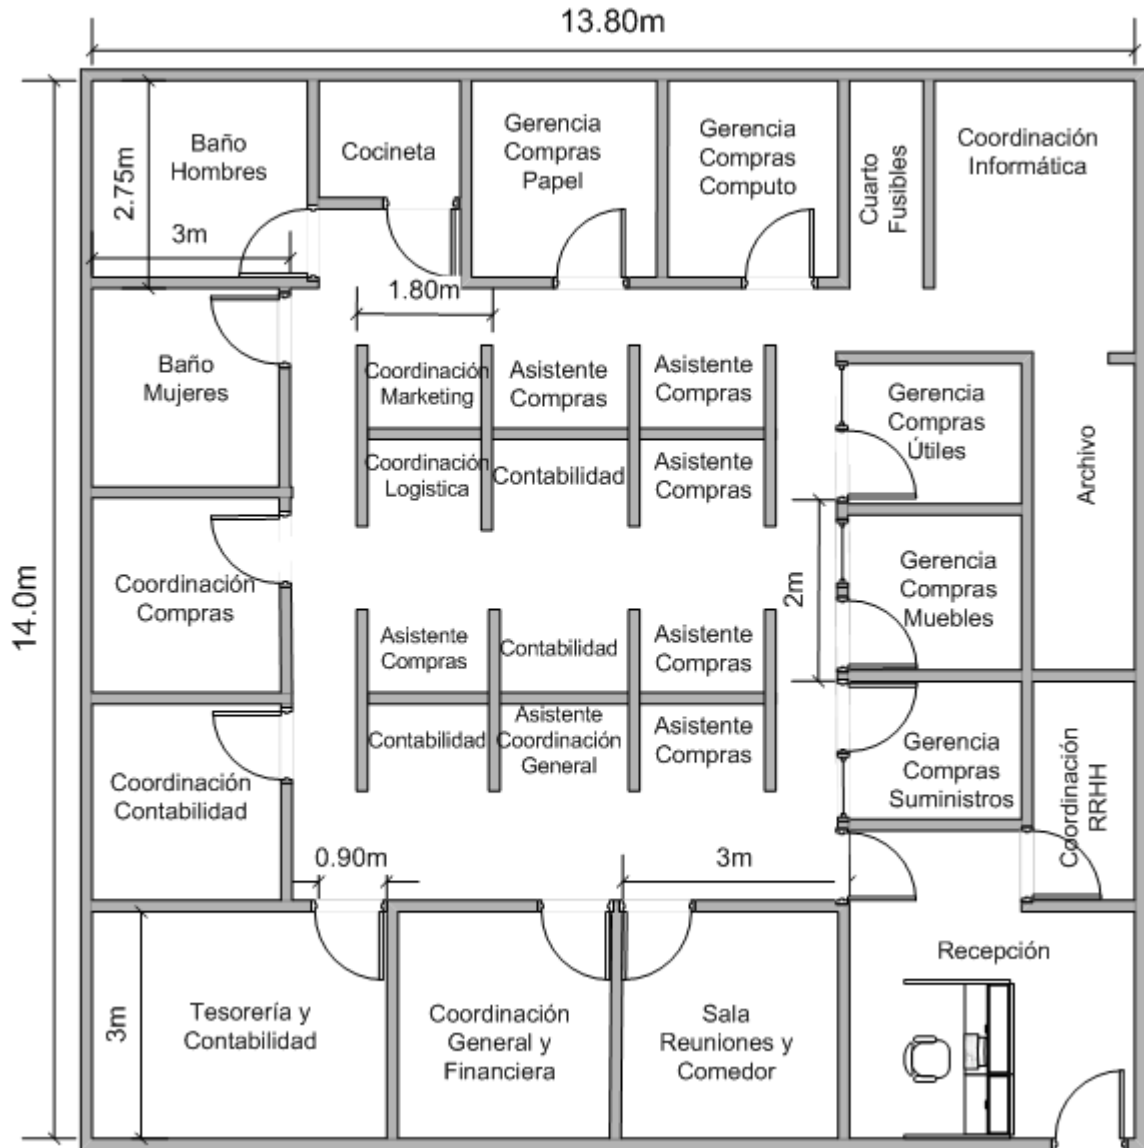 13.80m
Baño
Hombres
Cocineta
Gerencia
Compras
Papel
Gerencia
Compras
Computo
Cuarto
Fusibles
Coordinación
Informática
2.75m
3m
1.80m
Baño
Mujeres
Coordinación
Marketing
Asistente
Compras
Asistente
Compras
Gerencia
Compras
Útiles
Coordinación
Logistica
Contabilidad
Asistente
Compras
Archivo
14.0m
Coordinación
Compras
2m
Gerencia
Compras
Muebles
Asistente
Compras
Contabilidad
Asistente
Compras
Contabilidad
Asistente
Coordinación
General
Asistente
Compras
Gerencia
Compras
Suministros
Coordinación
RRHH
Coordinación
Contabilidad
0.90m
3m
Recepción
3m
Tesorería y
Contabilidad
Coordinación
General y
Financiera
Sala
Reuniones y
Comedor